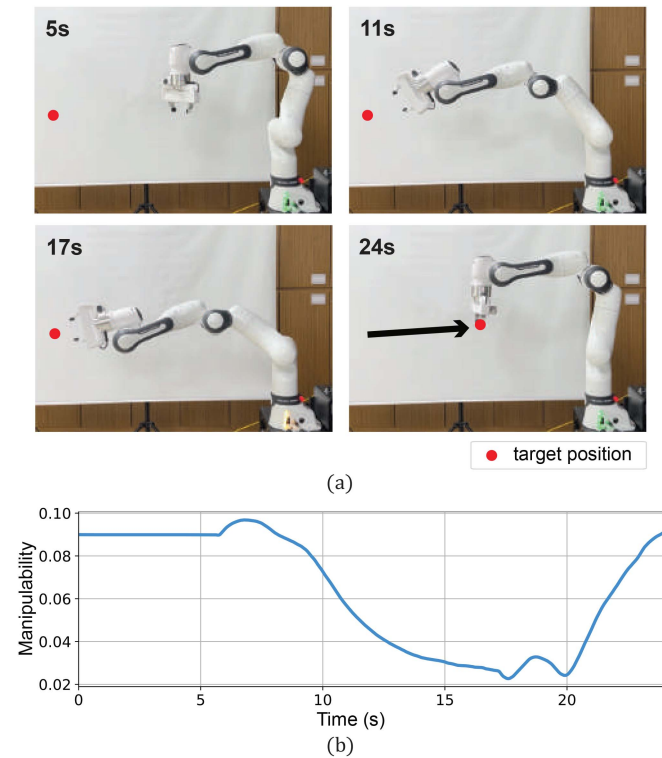 5s
11s
17s
24s
target position
(a)
Manipulability
0.10
0.08
0.06
0.04
0.02
0
5
10
15
20
Time (s)
(b)